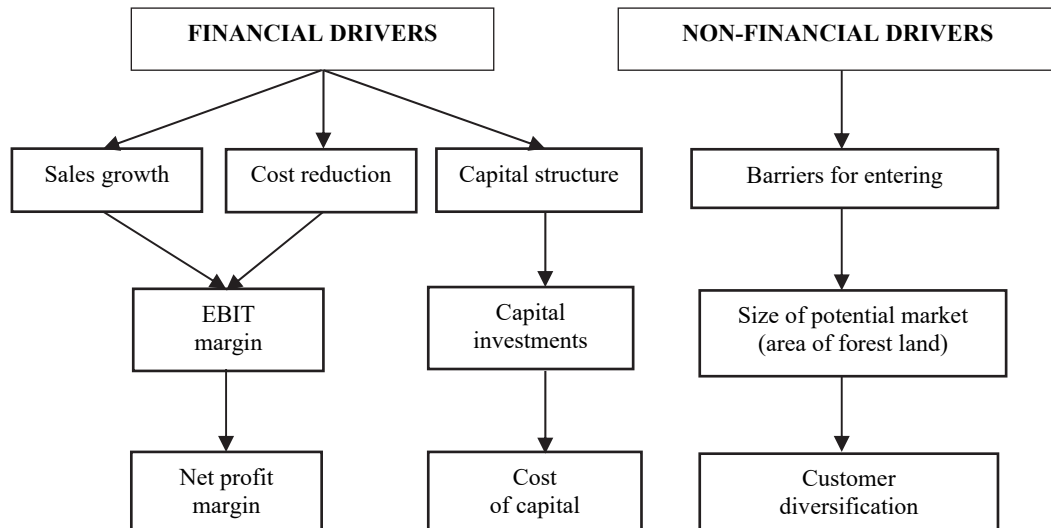 FINANCIAL DRIVERS
NON-FINANCIAL DRIVERS
Sales growth
Cost reduction
Capital structure
Barriers for entering
EBIT
margin
Capital
investments
Size of potential market
(area of forest land)
Net profit
margin
Cost
of capital
Customer
diversification